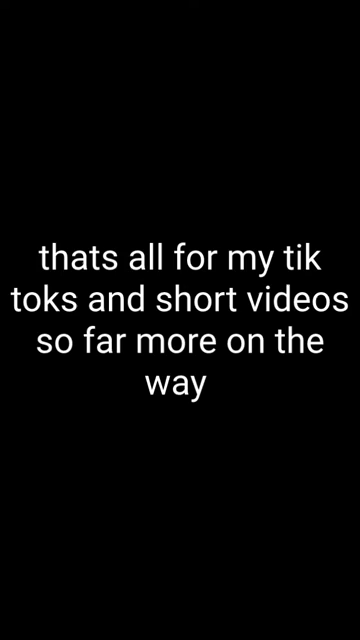 thats all for my tik
toks and short videos
so far more on the
way